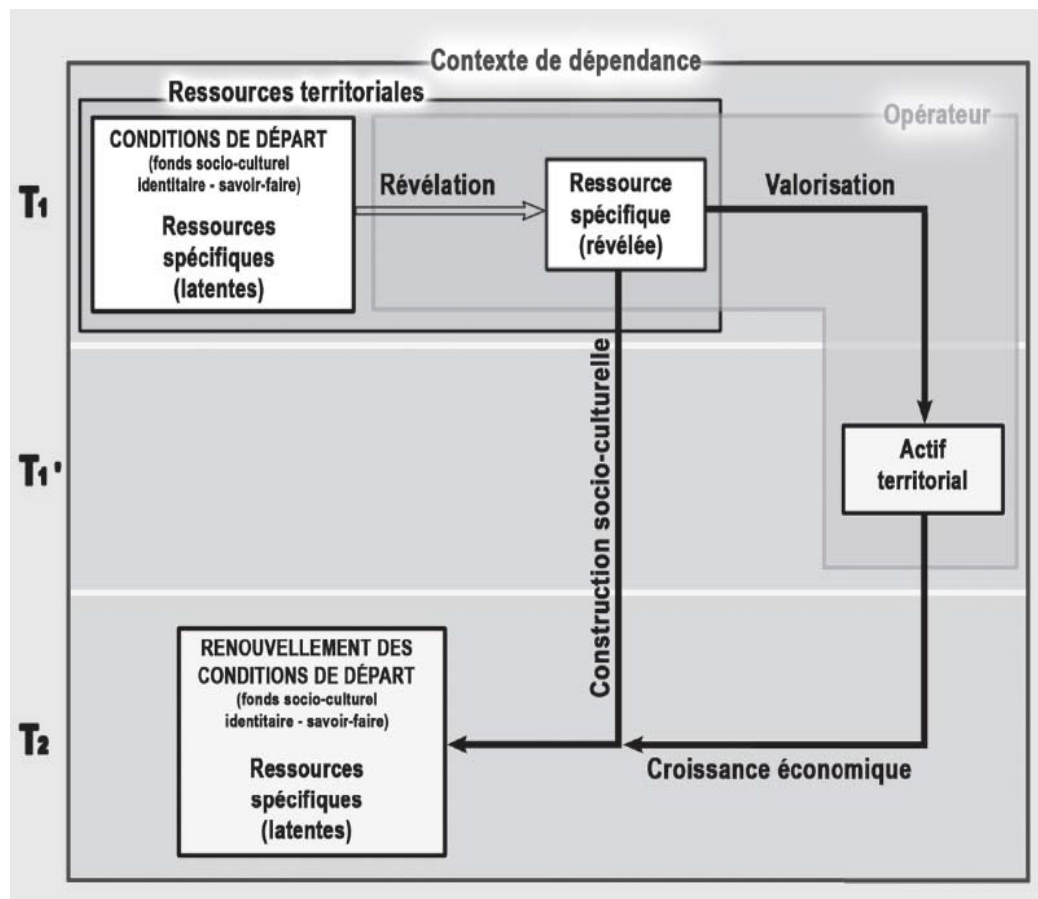 Contexte de dépendance
Ressources territoriales
Opérateur
CONDITIONS DE DÉPART
(fonds socio-culturel
identitaire - savoir-faire)
Ressources
spécifiques
(latentes)
Révélation
Ressource
spécifique
(révélée)
Valorisation
T1
Construction socio-culturelle
Actif
territorial
T1'
RENOUVELLEMENT DES
CONDITIONS DE DÉPART
(fonds socio-culturel
identitaire - savoir-faire)
Ressources
spécifiques
(latentes)
T2
Croissance économique